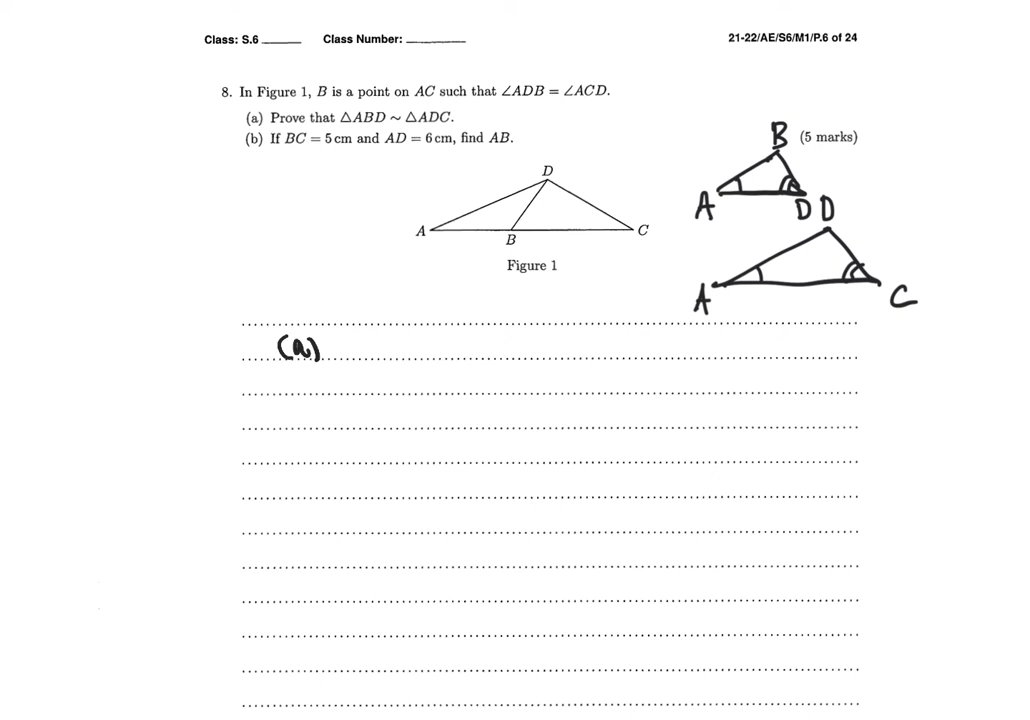 Class: S.6 _____ Class Number: ________ 21-22/AE/S6/M1/P.6 of 24
8. In Figure 1, B is a point on AC such that ∠ADB = ∠ACD.
(a) Prove that △ABD ~ △ADC.
(b) If BC = 5 cm and AD = 6 cm, find AB. (5 marks)
B
A D
D
A C
D
A B C
Figure 1
(a)